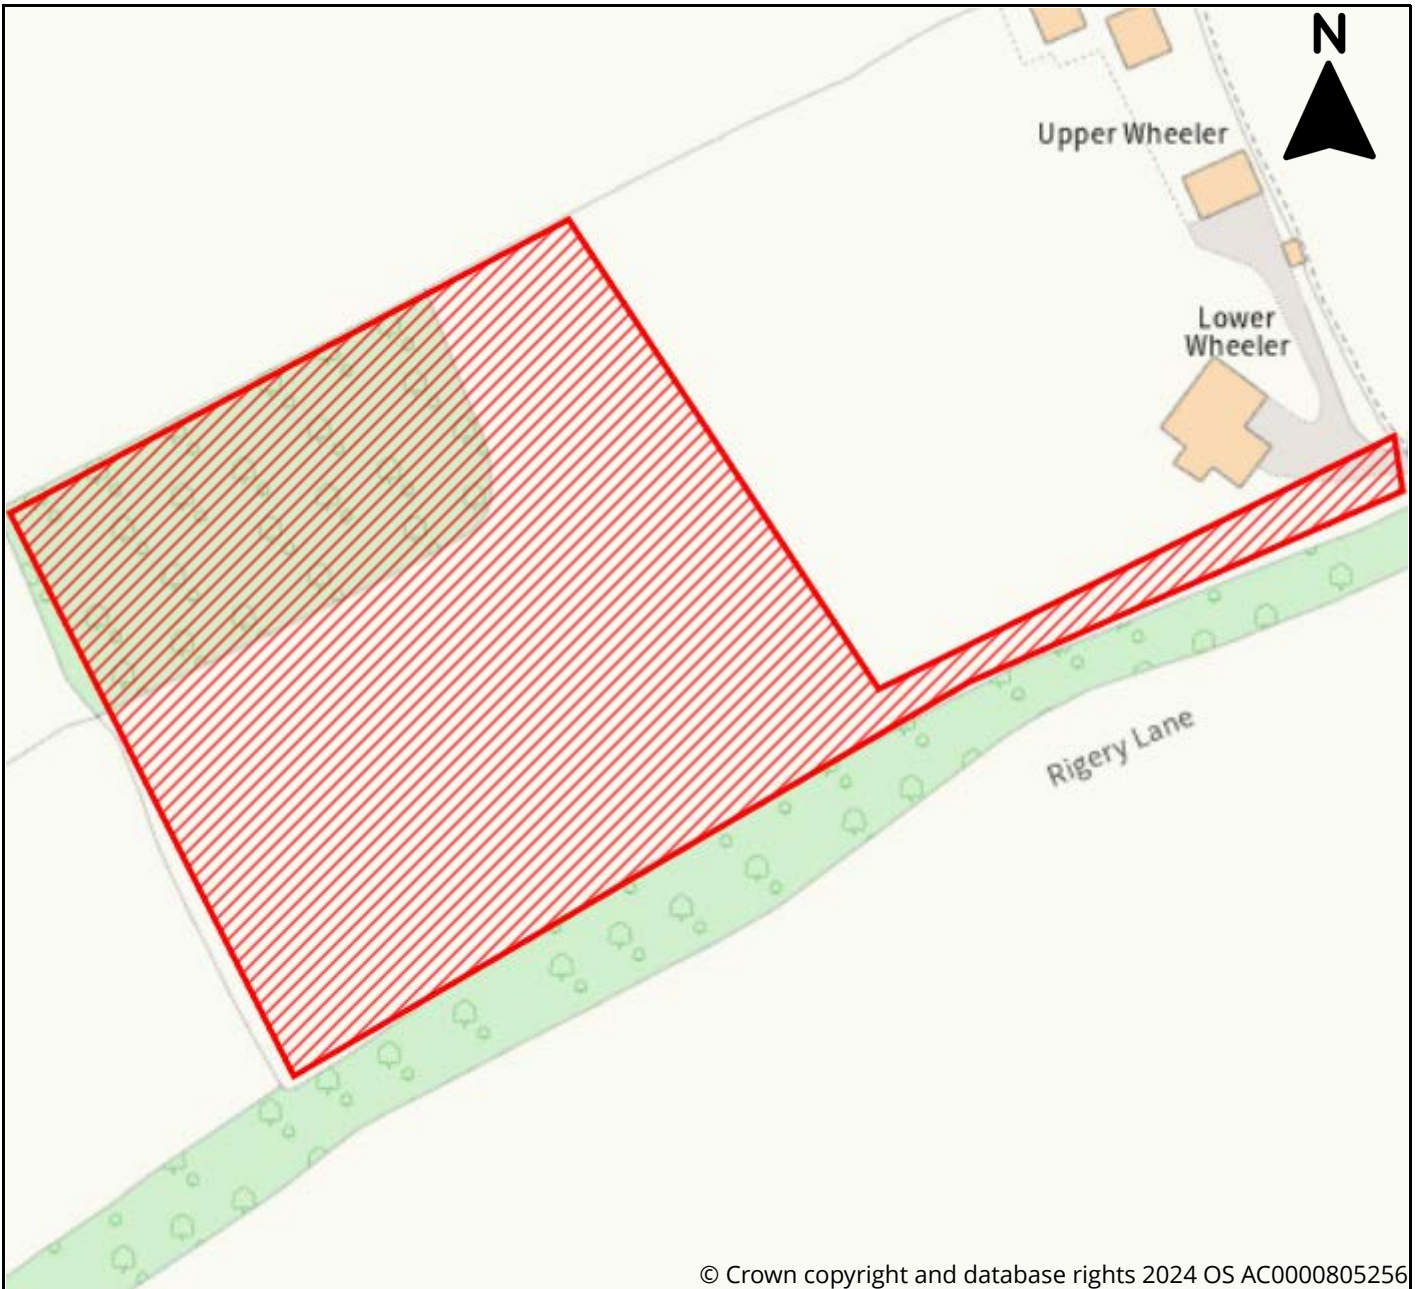 N
Upper Wheeler
Lower
Wheeler
Rigery Lane
© Crown copyright and database rights 2024 OS AC0000805256